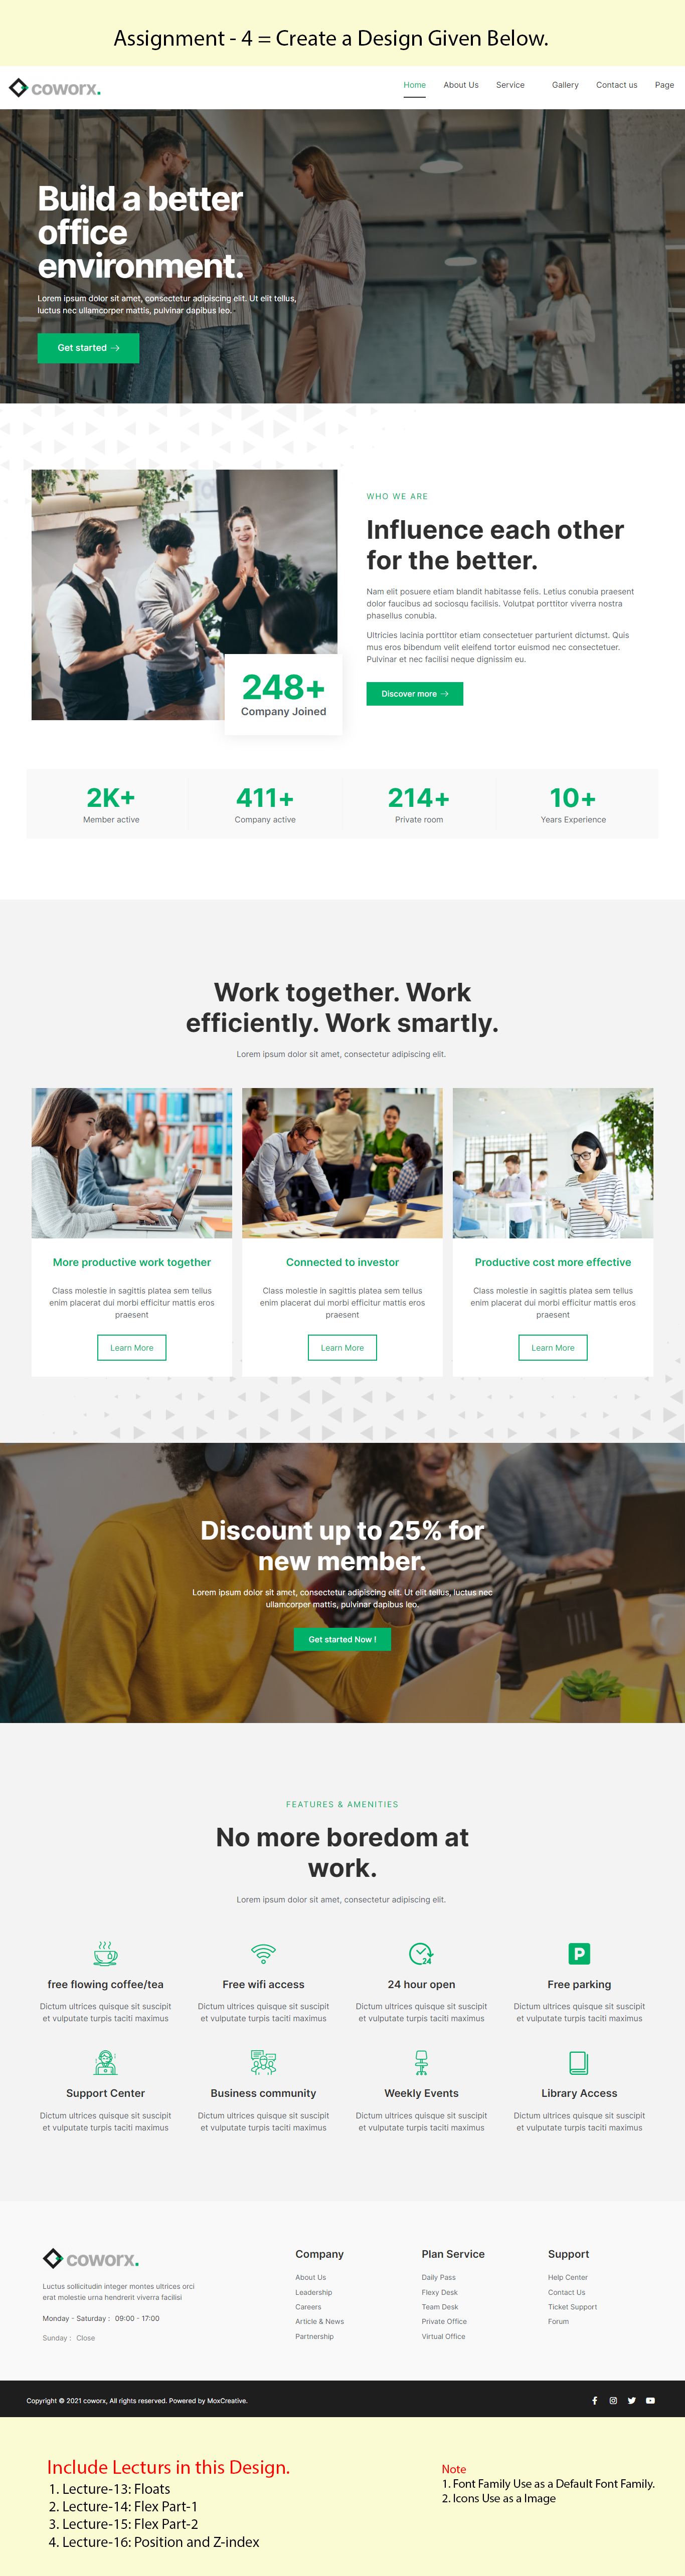 Assignment - 4 = Create a Design Given Below.
coworx.
Home About Us Service Gallery Contact us Page
Build a better
office
environment.
Lorem ipsum dolor sit amet, consectetur adipiscing elit. Ut elit tellus,
luctus nec ullamcorper mattis, pulvinar dapibus leo.
Get started →
WHO WE ARE
Influence each other
for the better.
Nam elit posuere etiam blandit habitasse felis. Letius conubia praesent
dolor faucibus ad sociosqu facilisis. Volutpat porttitor viverra nostra
phasellus conubia.
Ultricies lacinia porttitor etiam consectetuer parturient dictumst. Quis
mus eros bibendum velit eleifend tortor euismod nec consectetuer.
Pulvinar et nec facilisi neque dignissim eu.
Discover more →
248+
Company Joined
2K+ 411+ 214+ 10+
Member active Company active Private room Years Experience
Work together. Work
efficiently. Work smartly.
Lorem ipsum dolor sit amet, consectetur adipiscing elit.
More productive work together
Class molestie in sagittis platea sem tellus
enim placerat dui morbi efficitur mattis eros
praesent
Learn More
Connected to investor
Class molestie in sagittis platea sem tellus
enim placerat dui morbi efficitur mattis eros
praesent
Learn More
Productive cost more effective
Class molestie in sagittis platea sem tellus
enim placerat dui morbi efficitur mattis eros
praesent
Learn More
Discount up to 25% for
new member.
Lorem ipsum dolor sit amet, consectetur adipiscing elit. Ut elit tellus, luctus nec
ullamcorper mattis, pulvinar dapibus leo.
Get started Now !
FEATURES & AMENITIES
No more boredom at
work.
Lorem ipsum dolor sit amet, consectetur adipiscing elit.
24
P
free flowing coffee/tea
Dictum ultrices quisque sit suscipit
et vulputate turpis taciti maximus
Free wifi access
Dictum ultrices quisque sit suscipit
et vulputate turpis taciti maximus
24 hour open
Dictum ultrices quisque sit suscipit
et vulputate turpis taciti maximus
Free parking
Dictum ultrices quisque sit suscipit
et vulputate turpis taciti maximus
Support Center
Dictum ultrices quisque sit suscipit
et vulputate turpis taciti maximus
Business community
Dictum ultrices quisque sit suscipit
et vulputate turpis taciti maximus
Weekly Events
Dictum ultrices quisque sit suscipit
et vulputate turpis taciti maximus
Library Access
Dictum ultrices quisque sit suscipit
et vulputate turpis taciti maximus
coworx.
Luctus sollicitudin integer montes ultrices orci
erat molestie urna hendrerit viverra facilisi
Monday - Saturday : 09:00 - 17:00
Sunday : Close
Company
About Us
Leadership
Careers
Article & News
Partnership
Plan Service
Daily Pass
Flexy Desk
Team Desk
Private Office
Virtual Office
Support
Help Center
Contact Us
Ticket Support
Forum
Copyright © 2021 coworx, All rights reserved. Powered by MoxCreative.
Include Lecturs in this Design.
1. Lecture-13: Floats
2. Lecture-14: Flex Part-1
3. Lecture-15: Flex Part-2
4. Lecture-16: Position and Z-index
Note
1. Font Family Use as a Default Font Family.
2. Icons Use as a Image